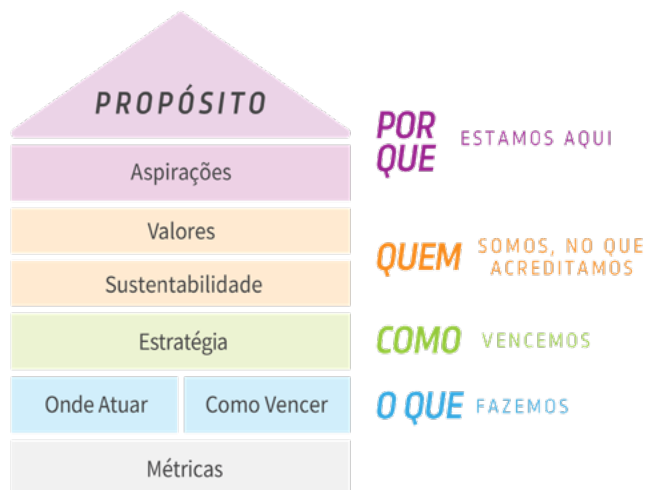 PROPÓSITO
Aspirações
POR
QUE
ESTAMOS AQUI
Valores
Sustentabilidade
QUEM
SOMOS, NO QUE
ACREDITAMOS
Estratégia
COMO
VENCEMOS
Onde Atuar
Como Vencer
O QUE
FAZEMOS
Métricas